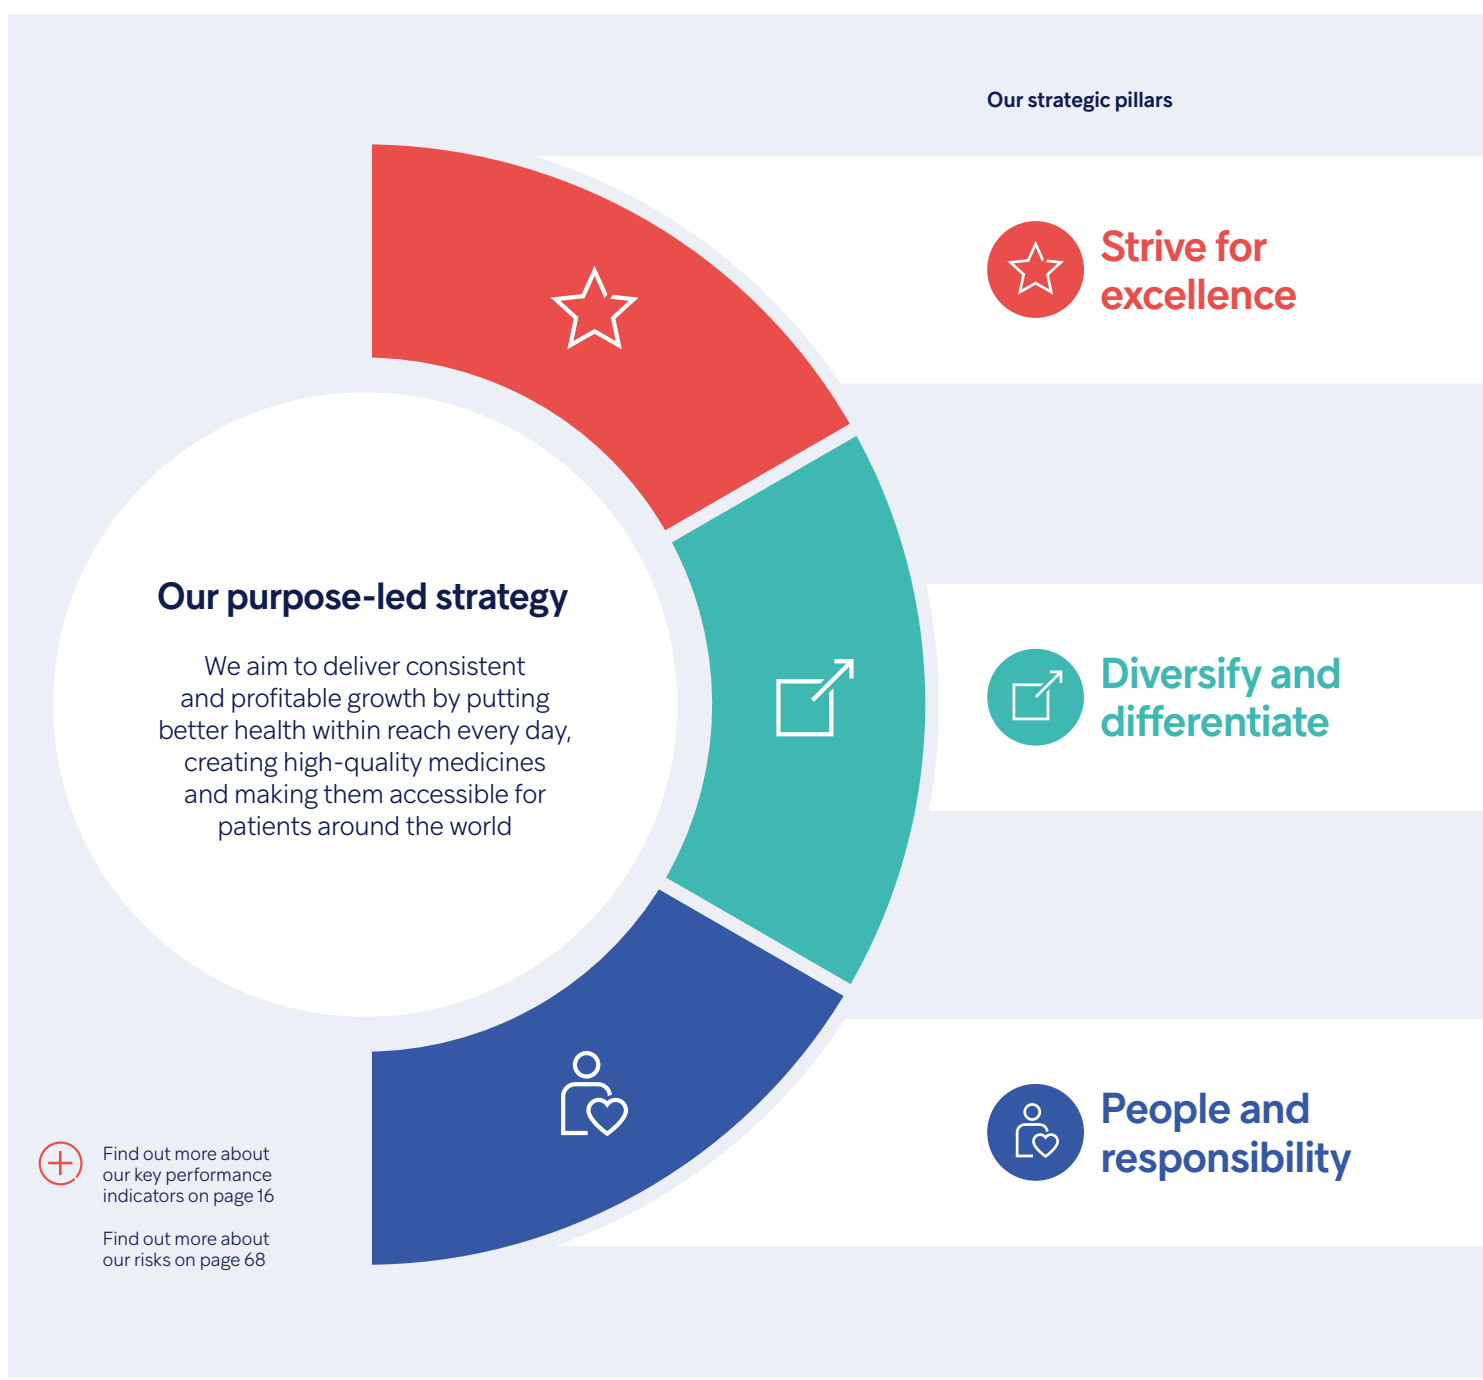 Our strategic pillars
Strive for
excellence
Our purpose-led strategy
We aim to deliver consistent
and profitable growth by putting
better health within reach every day,
creating high-quality medicines
and making them accessible for
patients around the world
Diversify and
differentiate
People and
responsibility
Find out more about
our key performance
indicators on page 16
Find out more about
our risks on page 68